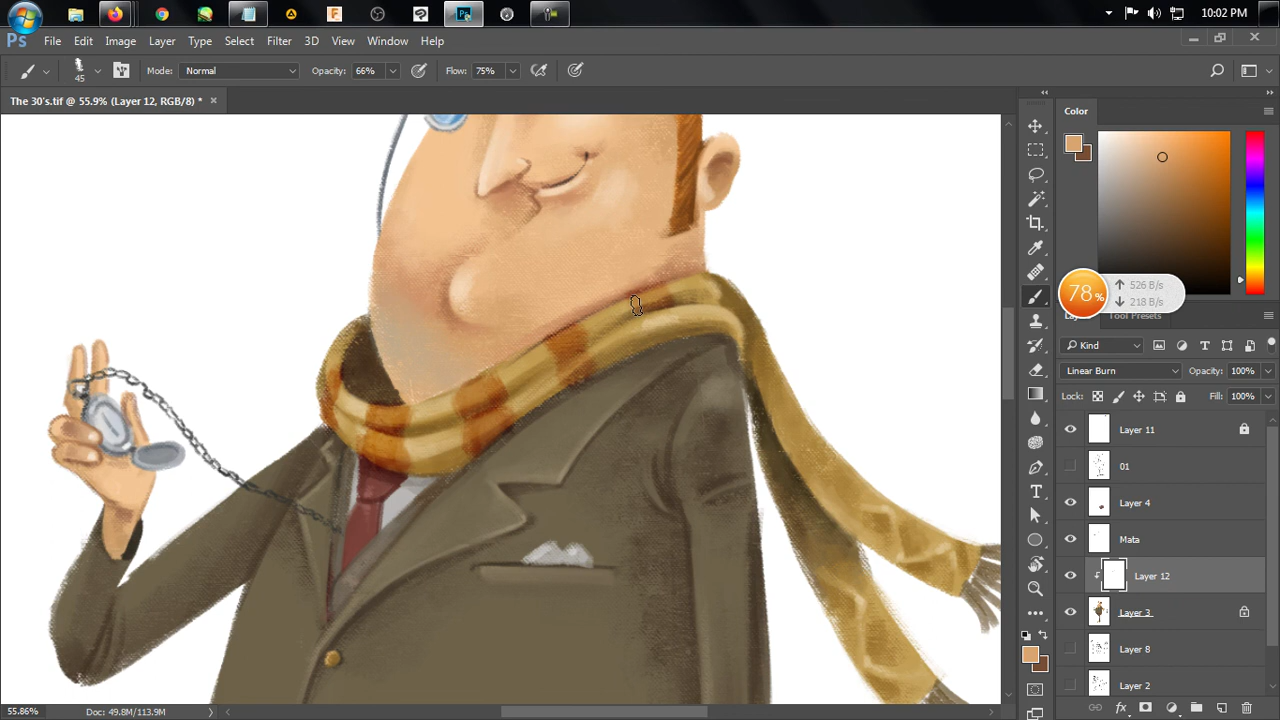 10:02 PM
Ps File Edit Image Layer Type Select Filter 3D View Window Help
45 Mode: Normal Opacity: 66% Flow: 75%
The 30's.tif @ 55.9% (Layer 12, RGB/8) * ×
Color
78% 526 B/s
218 B/s
Tool Presets
Kind
Linear Burn Opacity: 100%
Lock: Fill: 100%
Layer 11
01
Layer 4
Mata
Layer 12
Layer 3
Layer 8
Layer 2
55.86% Doc: 49.8M/113.9M